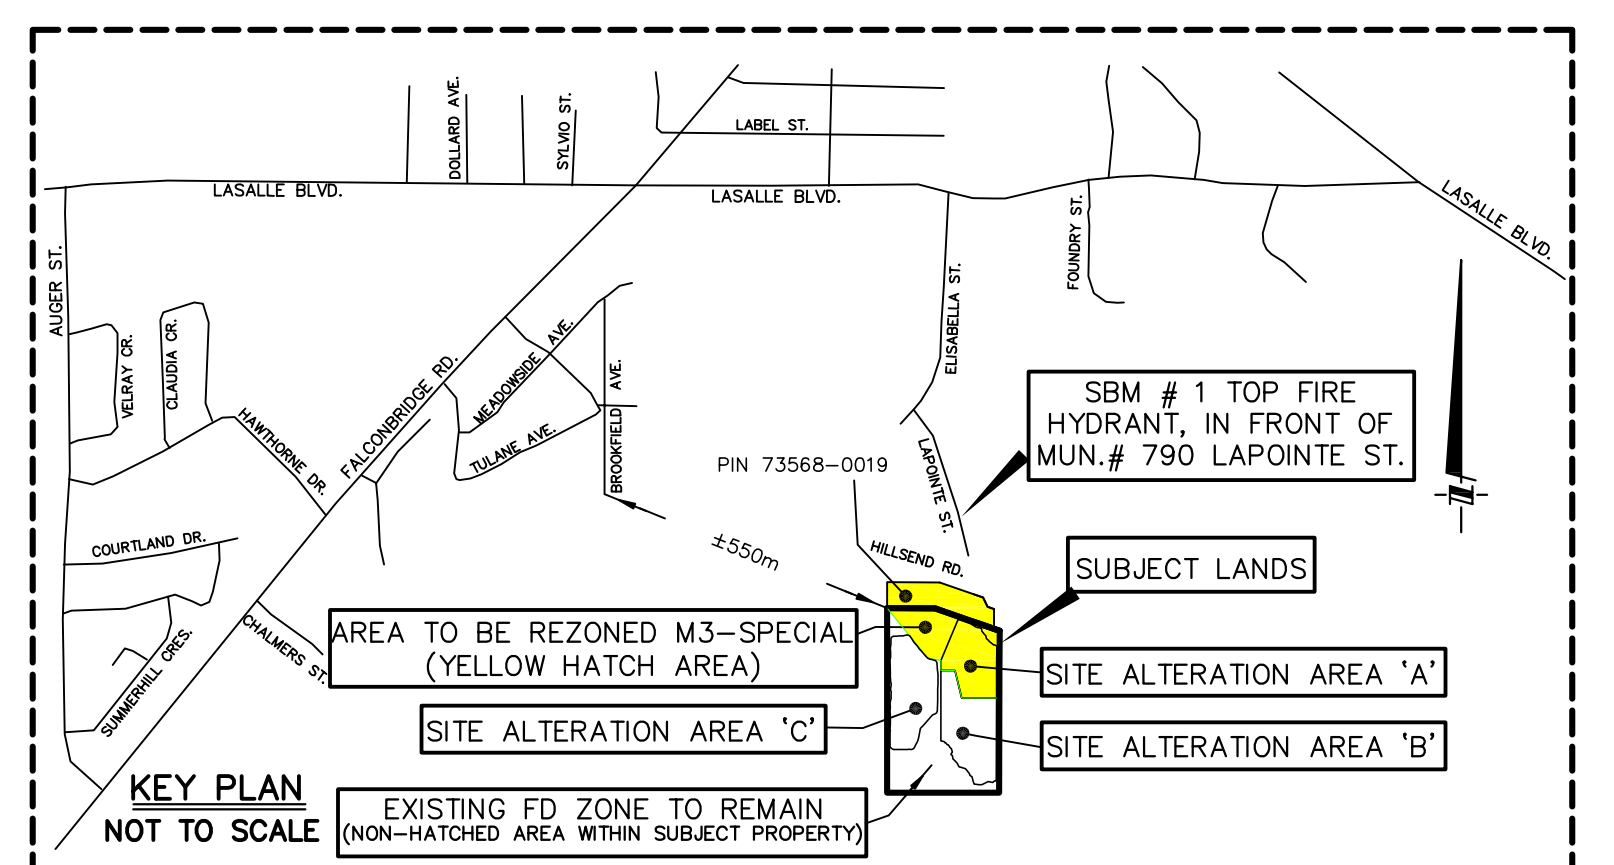 DOLLARD AVE.
SYLVIO ST.
LABEL ST.
LASALLE BLVD.
LASALLE BLVD.
LASALLE BLVD.
AUGER ST.
VELRAY CR.
CLAUDIA CR.
HAWTHORNE DR.
FALCONBRIDGE RD.
MEADOWSIDE AVE.
TULANE AVE.
BROOKFIELD AVE.
ELISABELLA ST.
FOUNDRY ST.
LAPOINTE ST.
SBM # 1 TOP FIRE
HYDRANT, IN FRONT OF
MUN.# 790 LAPOINTE ST.
PIN 73568-0019
N
±550m
HILLSEND RD.
COURTLAND DR.
SUBJECT LANDS
CHALMERS ST.
SUMMERHILL CRES.
AREA TO BE REZONED M3-SPECIAL
(YELLOW HATCH AREA)
SITE ALTERATION AREA 'A'
SITE ALTERATION AREA 'C'
SITE ALTERATION AREA 'B'
KEY PLAN
NOT TO SCALE
EXISTING FD ZONE TO REMAIN
(NON-HATCHED AREA WITHIN SUBJECT PROPERTY)